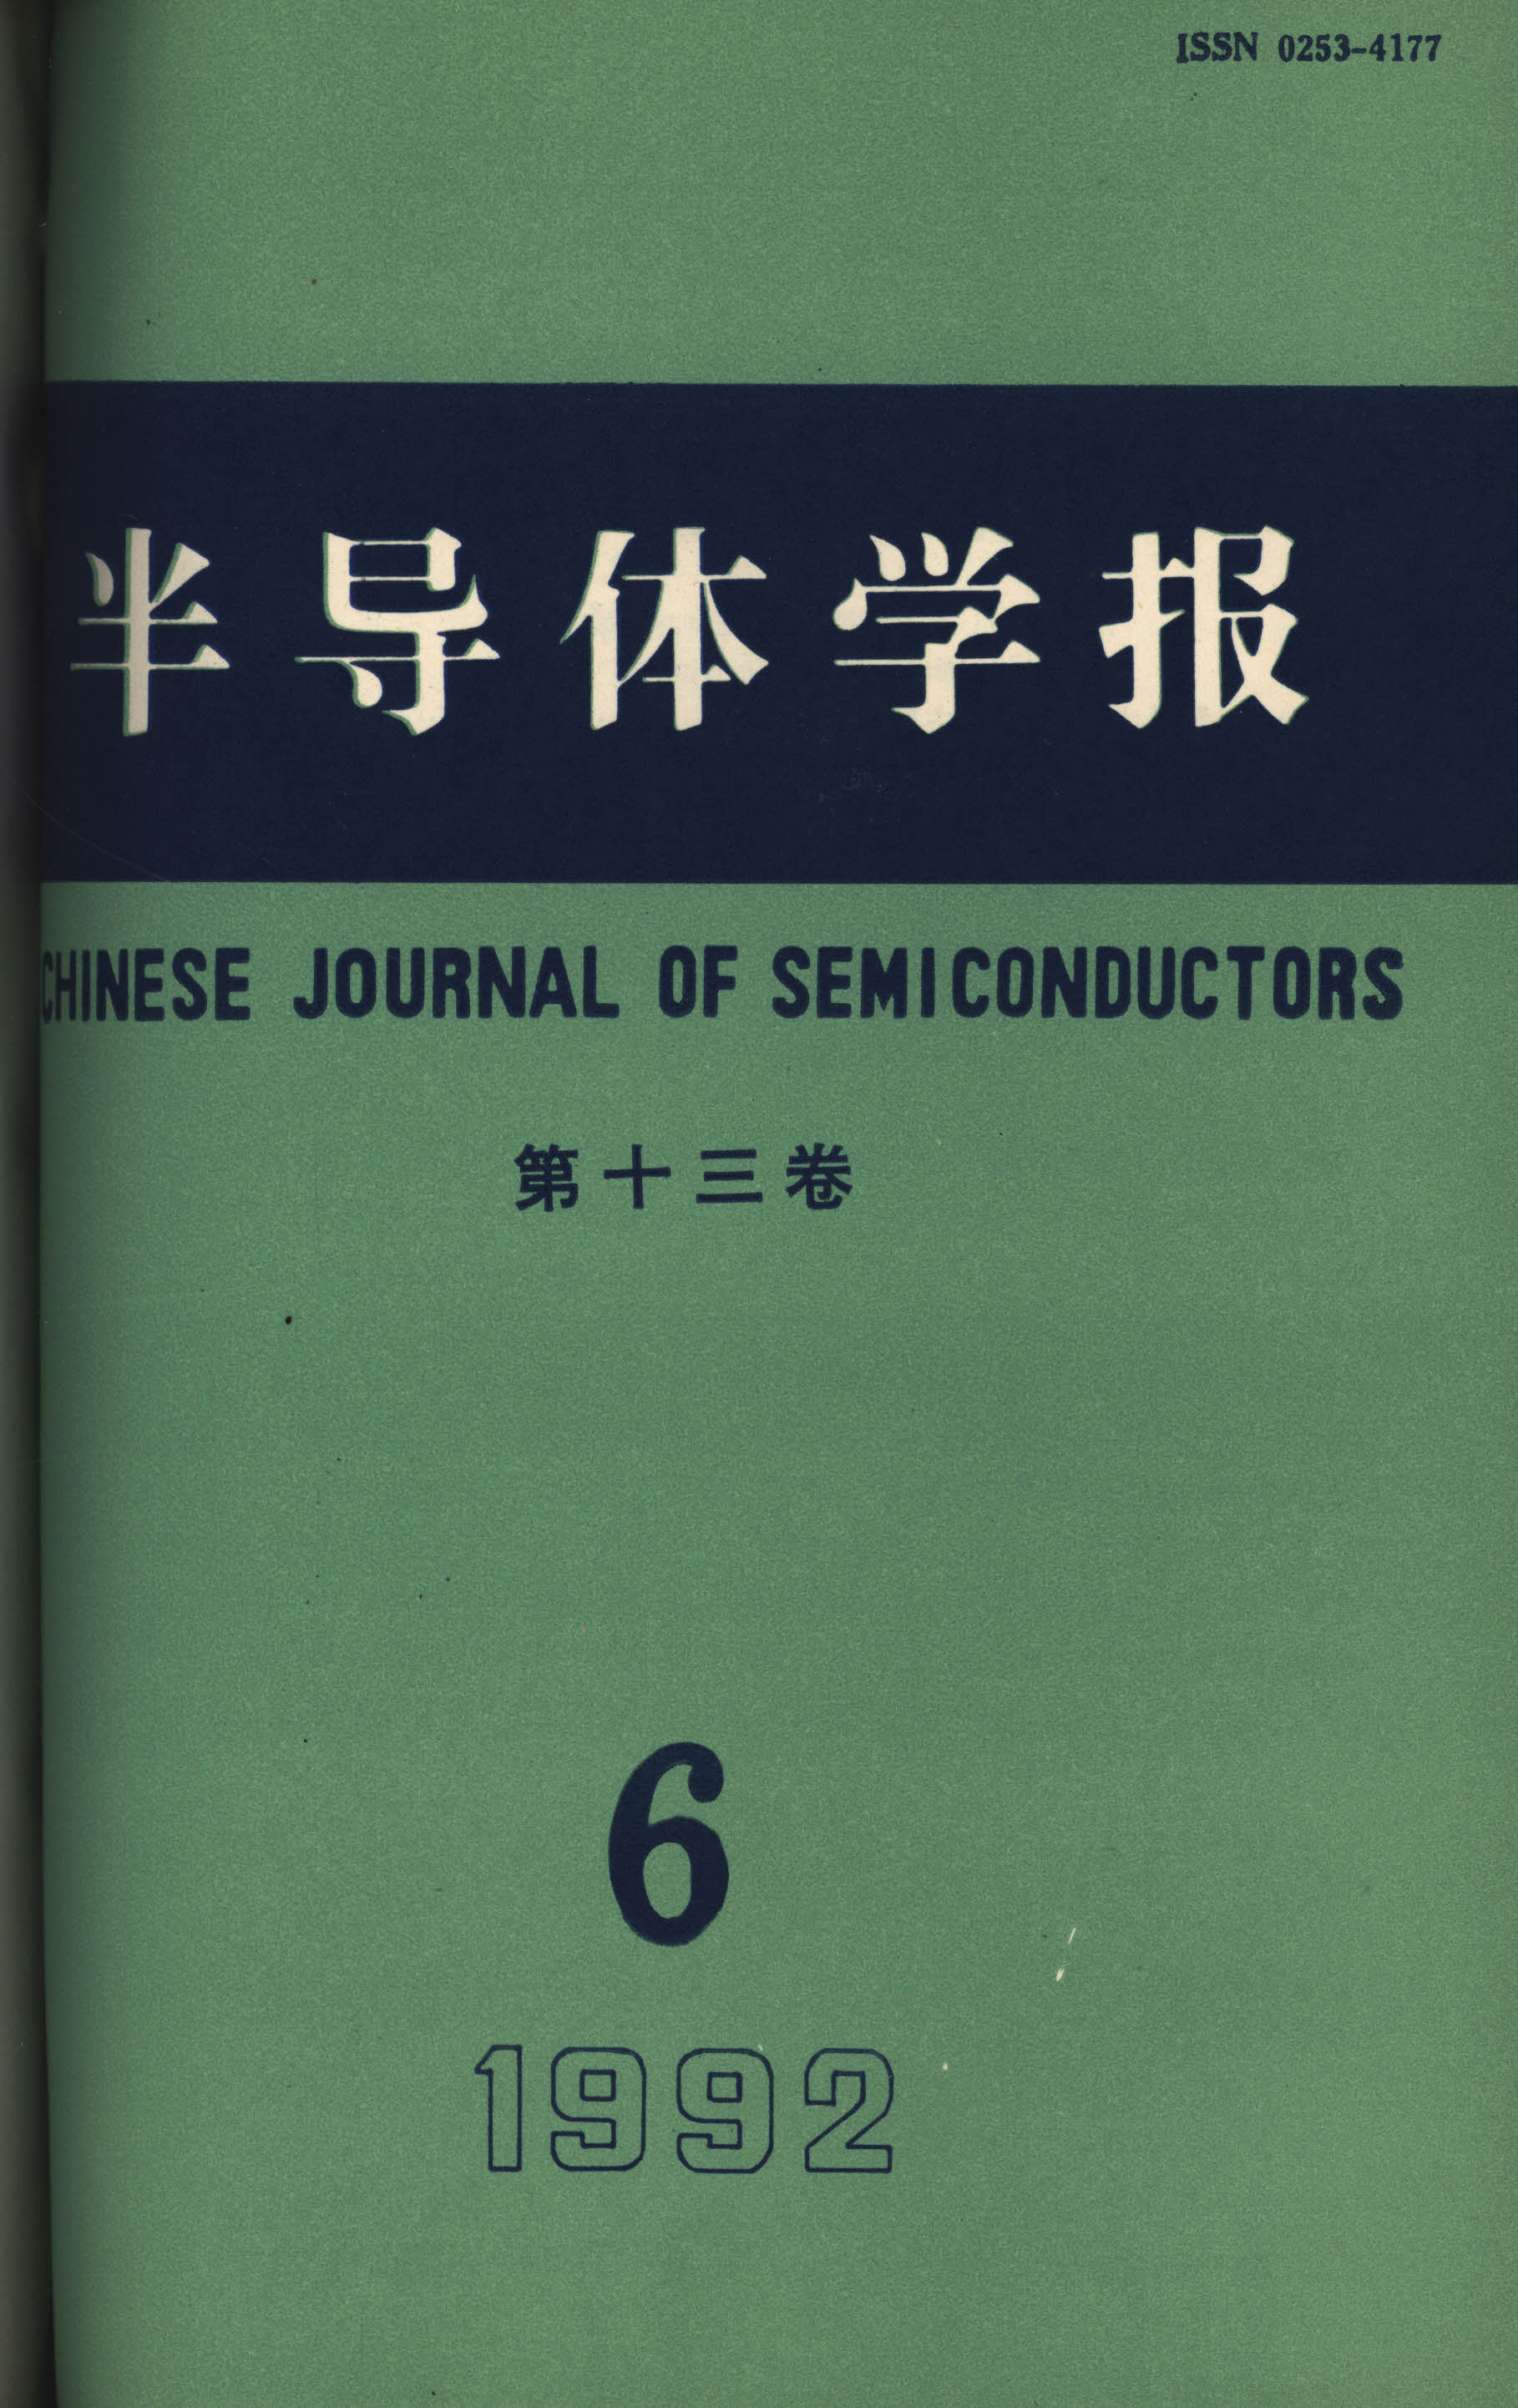 ISSN 0253-4177
半导体学报
CHINESE JOURNAL OF SEMICONDUCTORS
第十三卷
6
1992